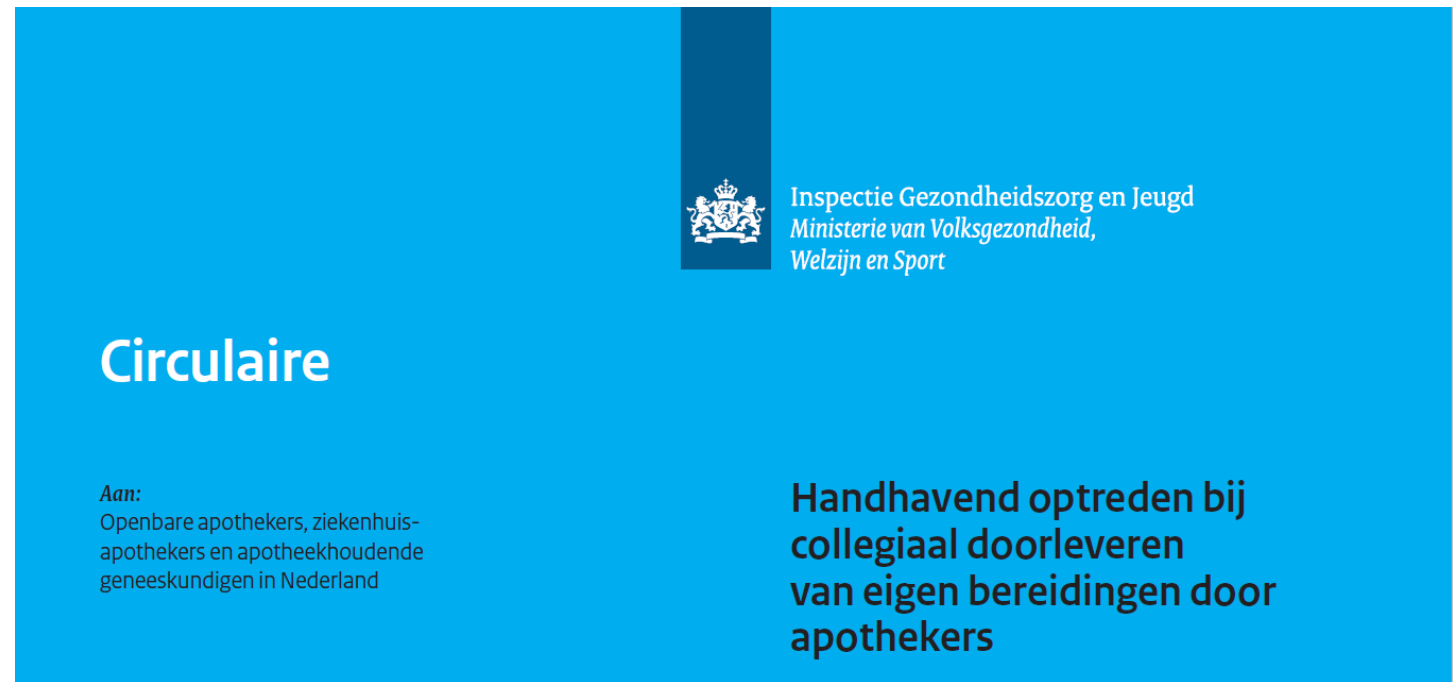 Inspectie Gezondheidszorg en Jeugd
Ministerie van Volksgezondheid,
Welzijn en Sport
Circulaire
Aan:
Openbare apothekers, ziekenhuis-
apothekers en apotheekhoudende
geneeskundigen in Nederland
Handhavend optreden bij
collegiaal doorleveren
van eigen bereidingen door
apothekers